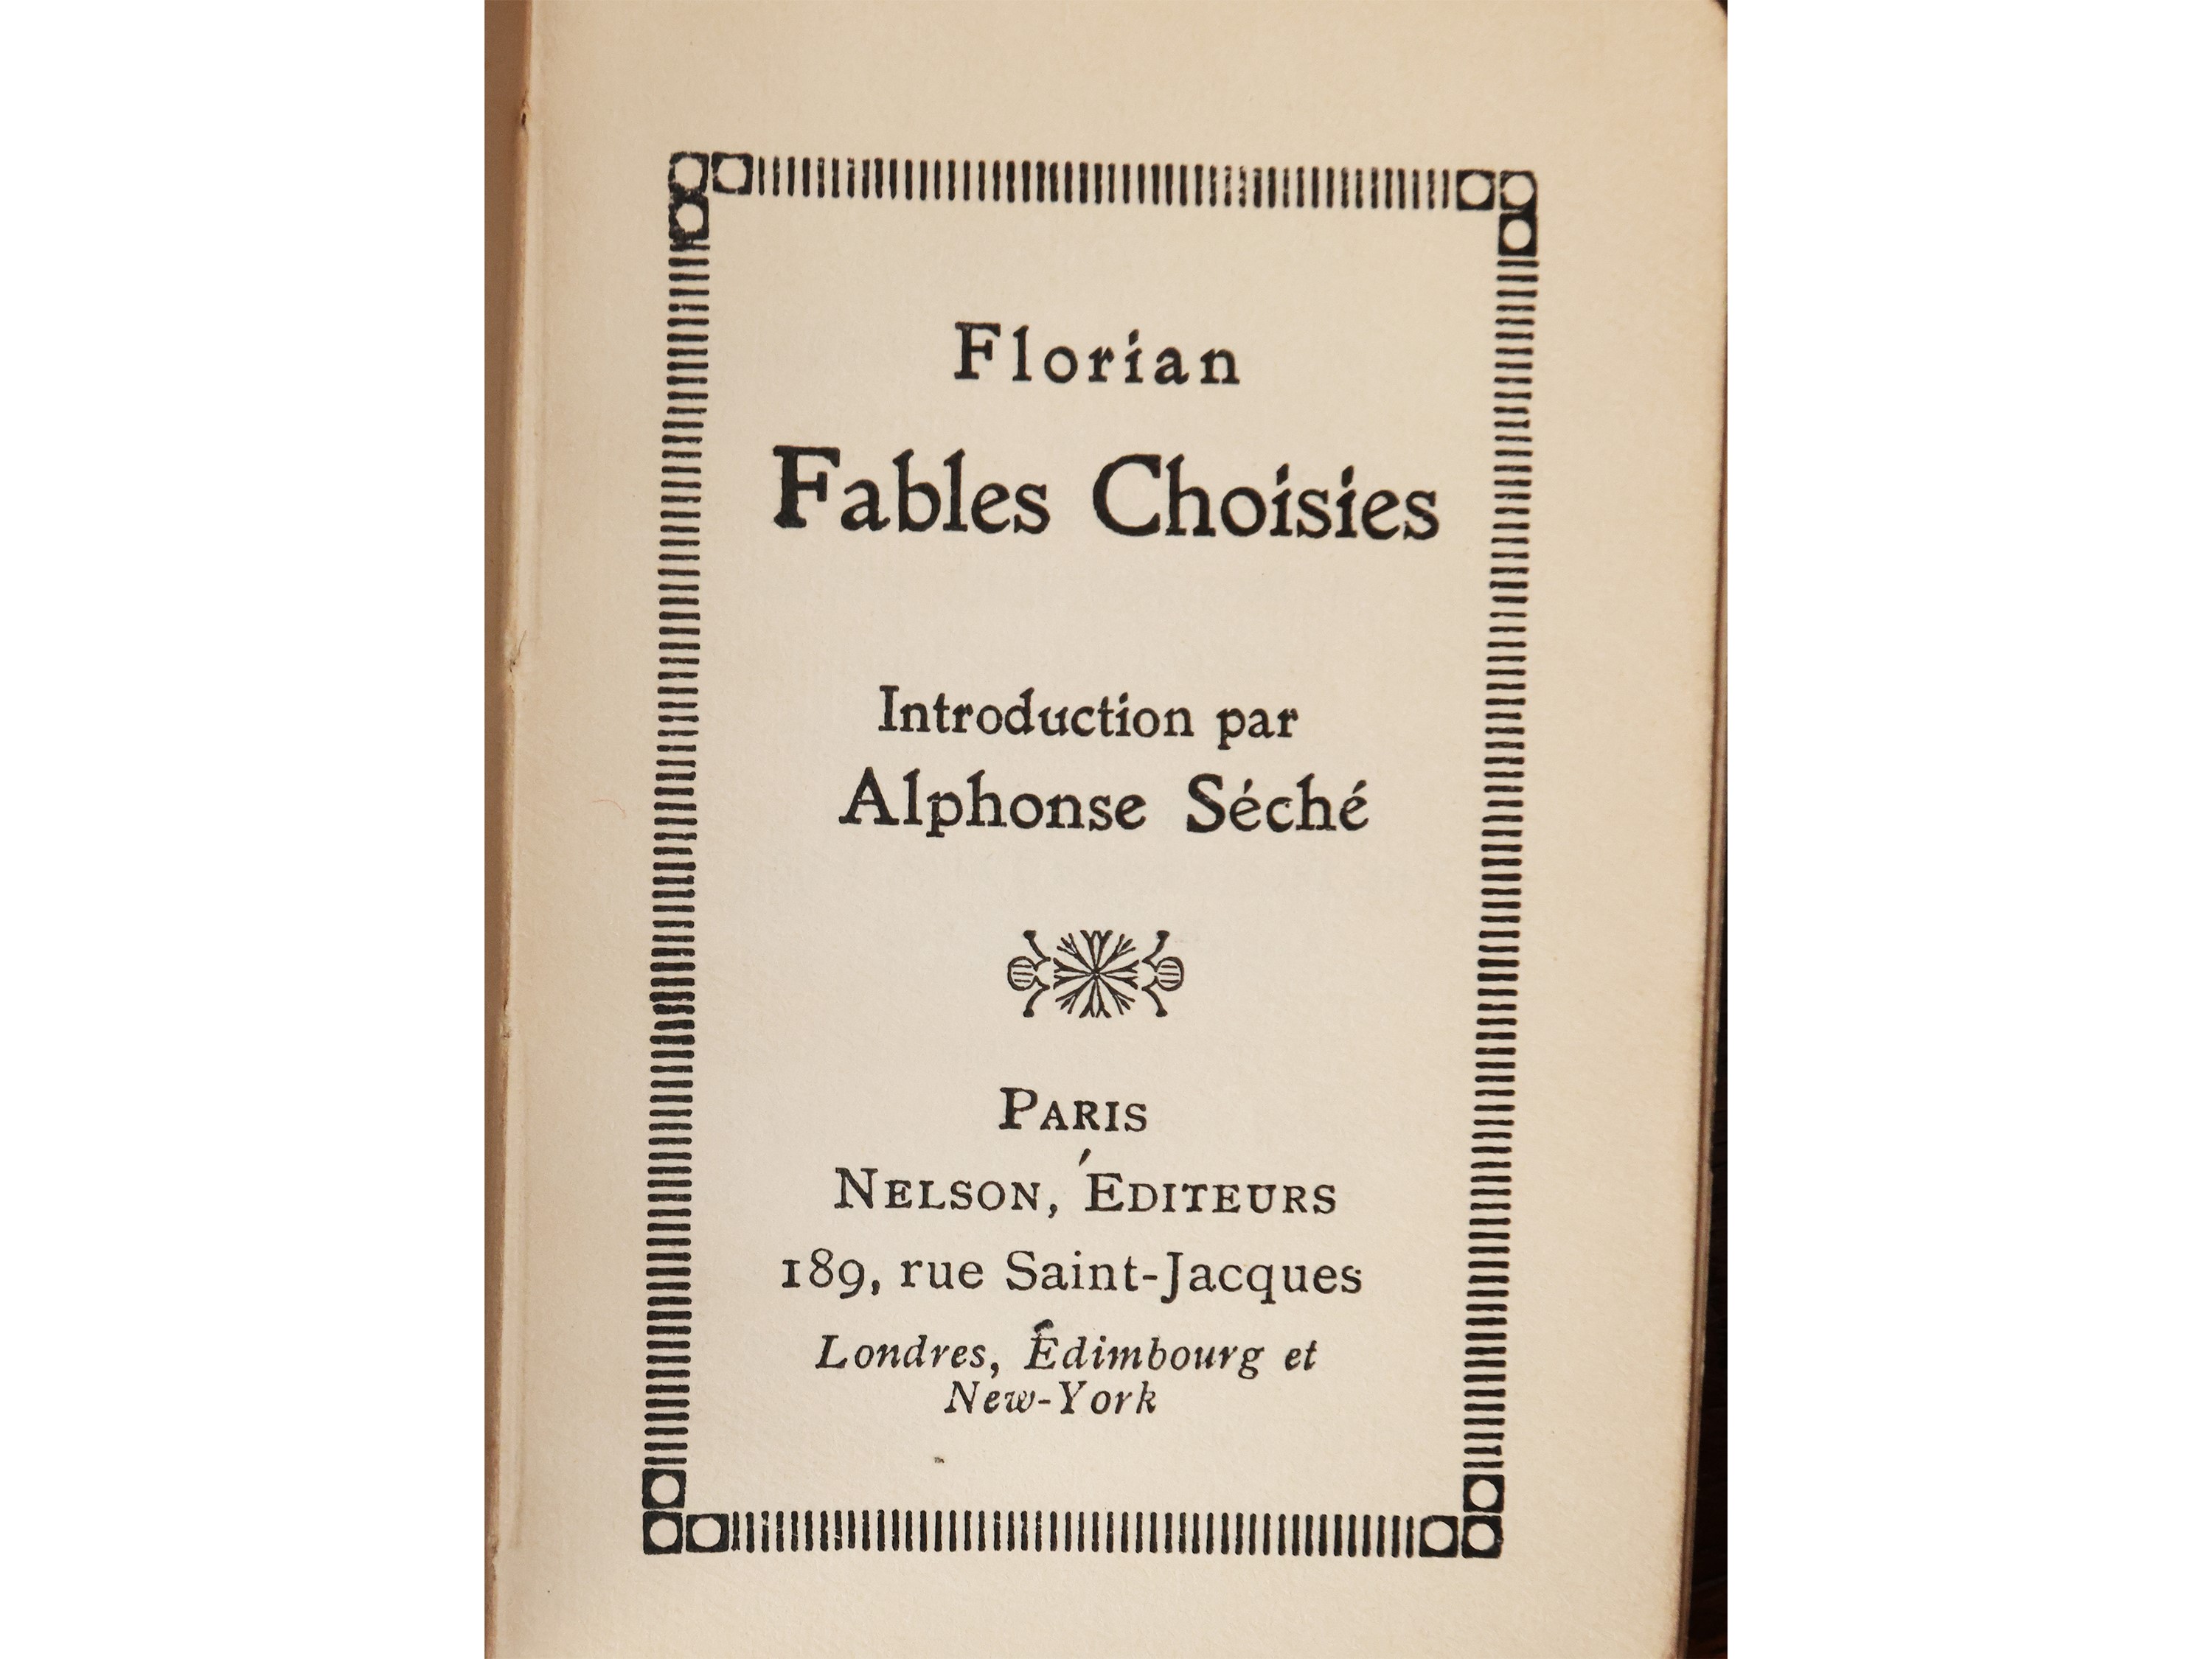 Florian
Fables Choisies
Introduction par
Alphonse Séché
PARIS
NELSON, ÉDITEURS
189, rue Saint-Jacques
Londres, Édimbourg et
New-York